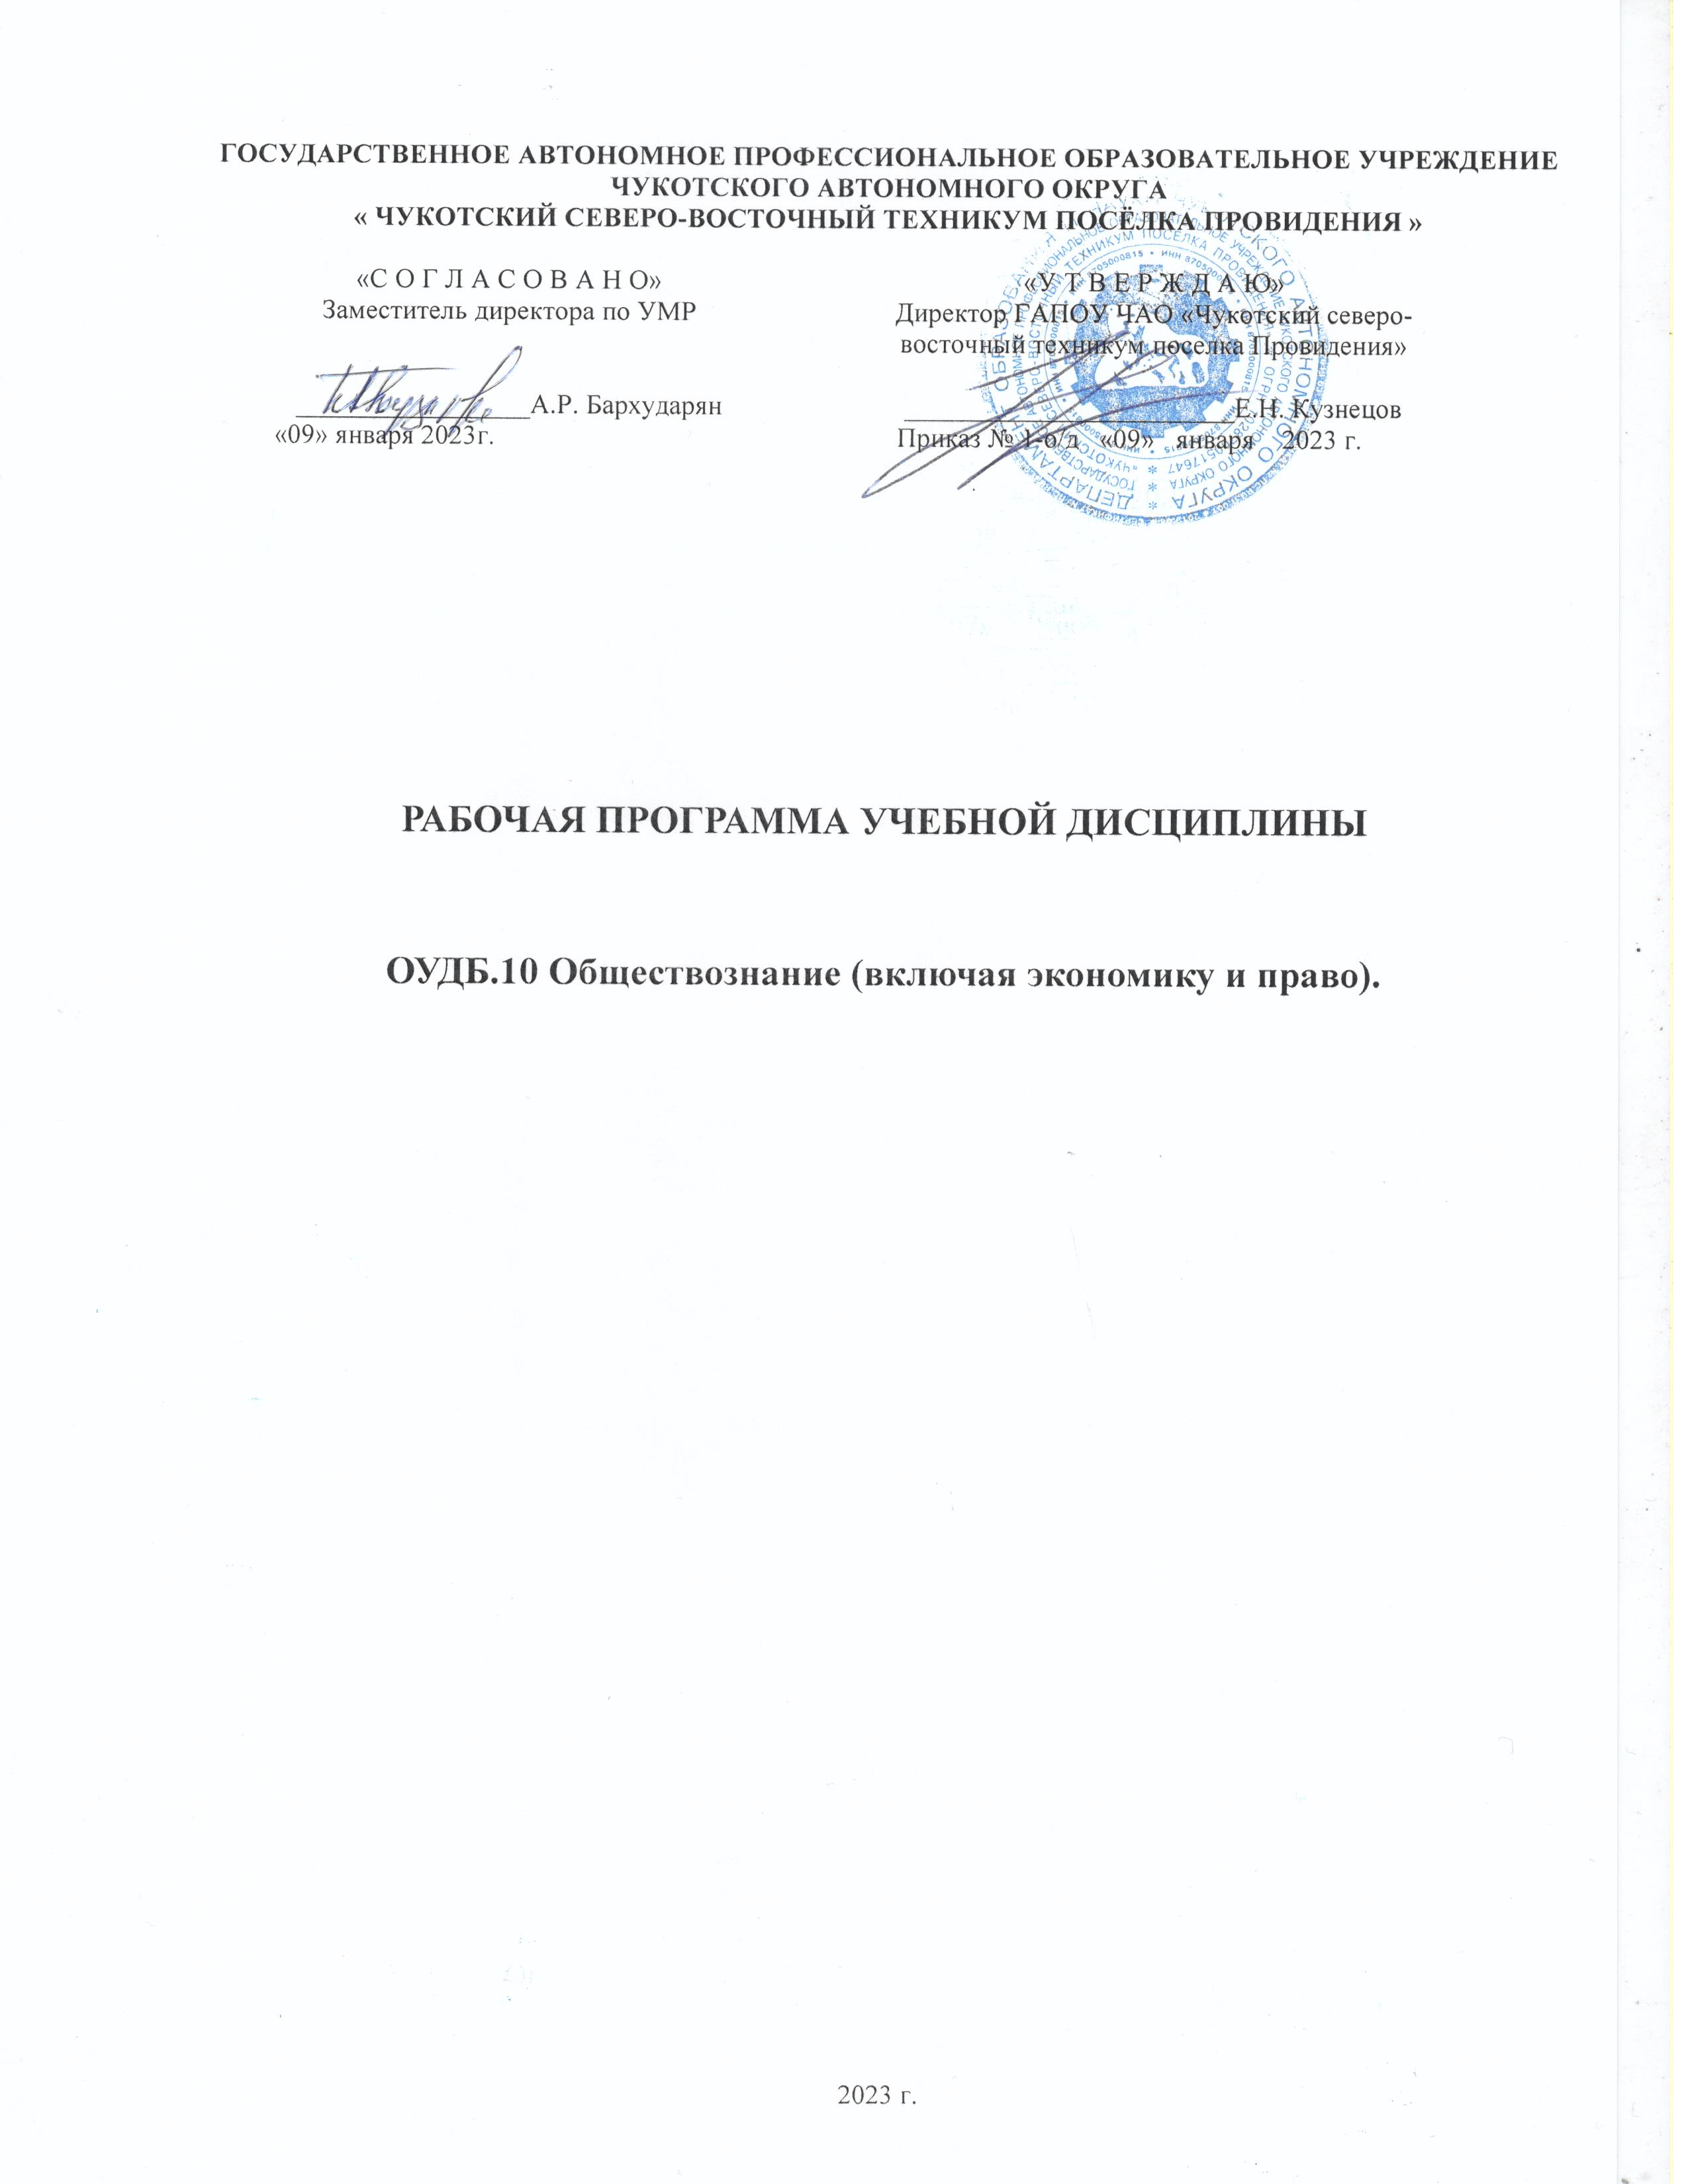 ГОСУДАРСТВЕННОЕ АВТОНОМНОЕ ПРОФЕССИОНАЛЬНОЕ ОБРАЗОВАТЕЛЬНОЕ УЧРЕЖДЕНИЕ
ЧУКОТСКОГО АВТОНОМНОГО ОКРУГА
« ЧУКОТСКИЙ СЕВЕРО-ВОСТОЧНЫЙ ТЕХНИКУМ ПОСЁЛКА ПРОВИДЕНИЯ »
«С О Г Л А С О В А Н О»
Заместитель директора по УМР
А.Р. Бархударян
«09» января 2023г.
«У Т В Е Р Ж Д А Ю»
Директор ГАПОУ ЧАО «Чукотский северо-
восточный техникум поселка Провидения»
Е.Н. Кузнецов
Приказ № 1-о/д «09» января 2023 г.
РАБОЧАЯ ПРОГРАММА УЧЕБНОЙ ДИСЦИПЛИНЫ
ОУДБ.10 Обществознание (включая экономику и право).
2023 г.